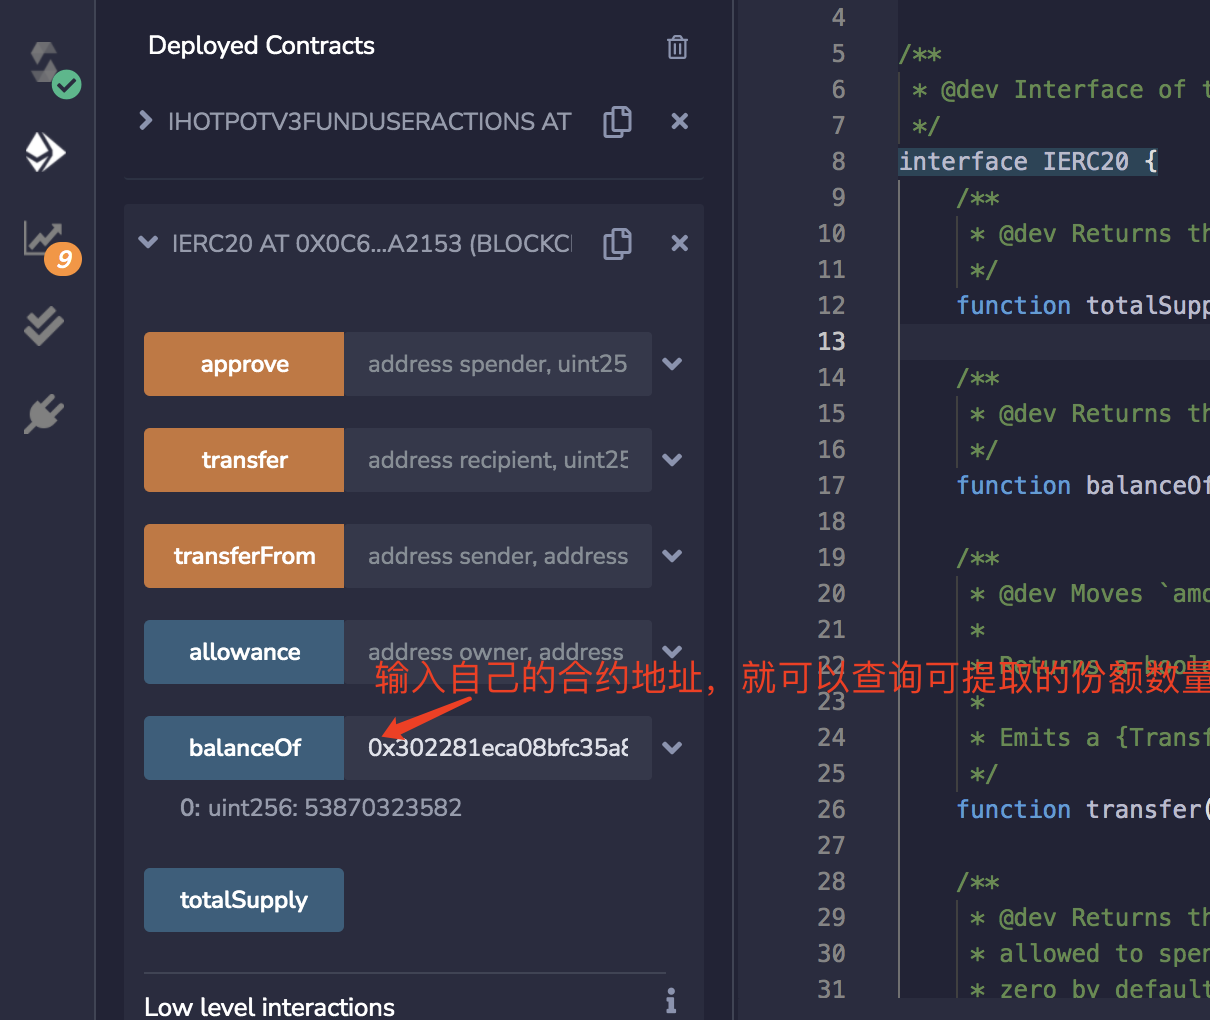 Deployed Contracts
IHOTPOTV3FUNDUSERACTIONS AT
IERC20 AT 0X0C6...A2153 (BLOCKC
9
approve address spender, uint25
transfer address recipient, uint25
transferFrom address sender, address
allowance address owner, address
输入自己的合约地址，就可以查询可提取的份额数量
balanceOf 0x302281eca08bfc35a8
0: uint256: 53870323582
totalSupply
Low level interactions
4
5 /**
6 * @dev Interface of t
7 */
8 interface IERC20 {
9 /**
10 * @dev Returns th
11 */
12 function totalSupp
13
14 /**
15 * @dev Returns th
16 */
17 function balanceOf
18
19 /**
20 * @dev Moves `amo
21 *
22 * Returns a boole
23 *
24 * Emits a {Transf
25 */
26 function transfer(
27
28 /**
29 * @dev Returns th
30 * allowed to spen
31 * zero by default